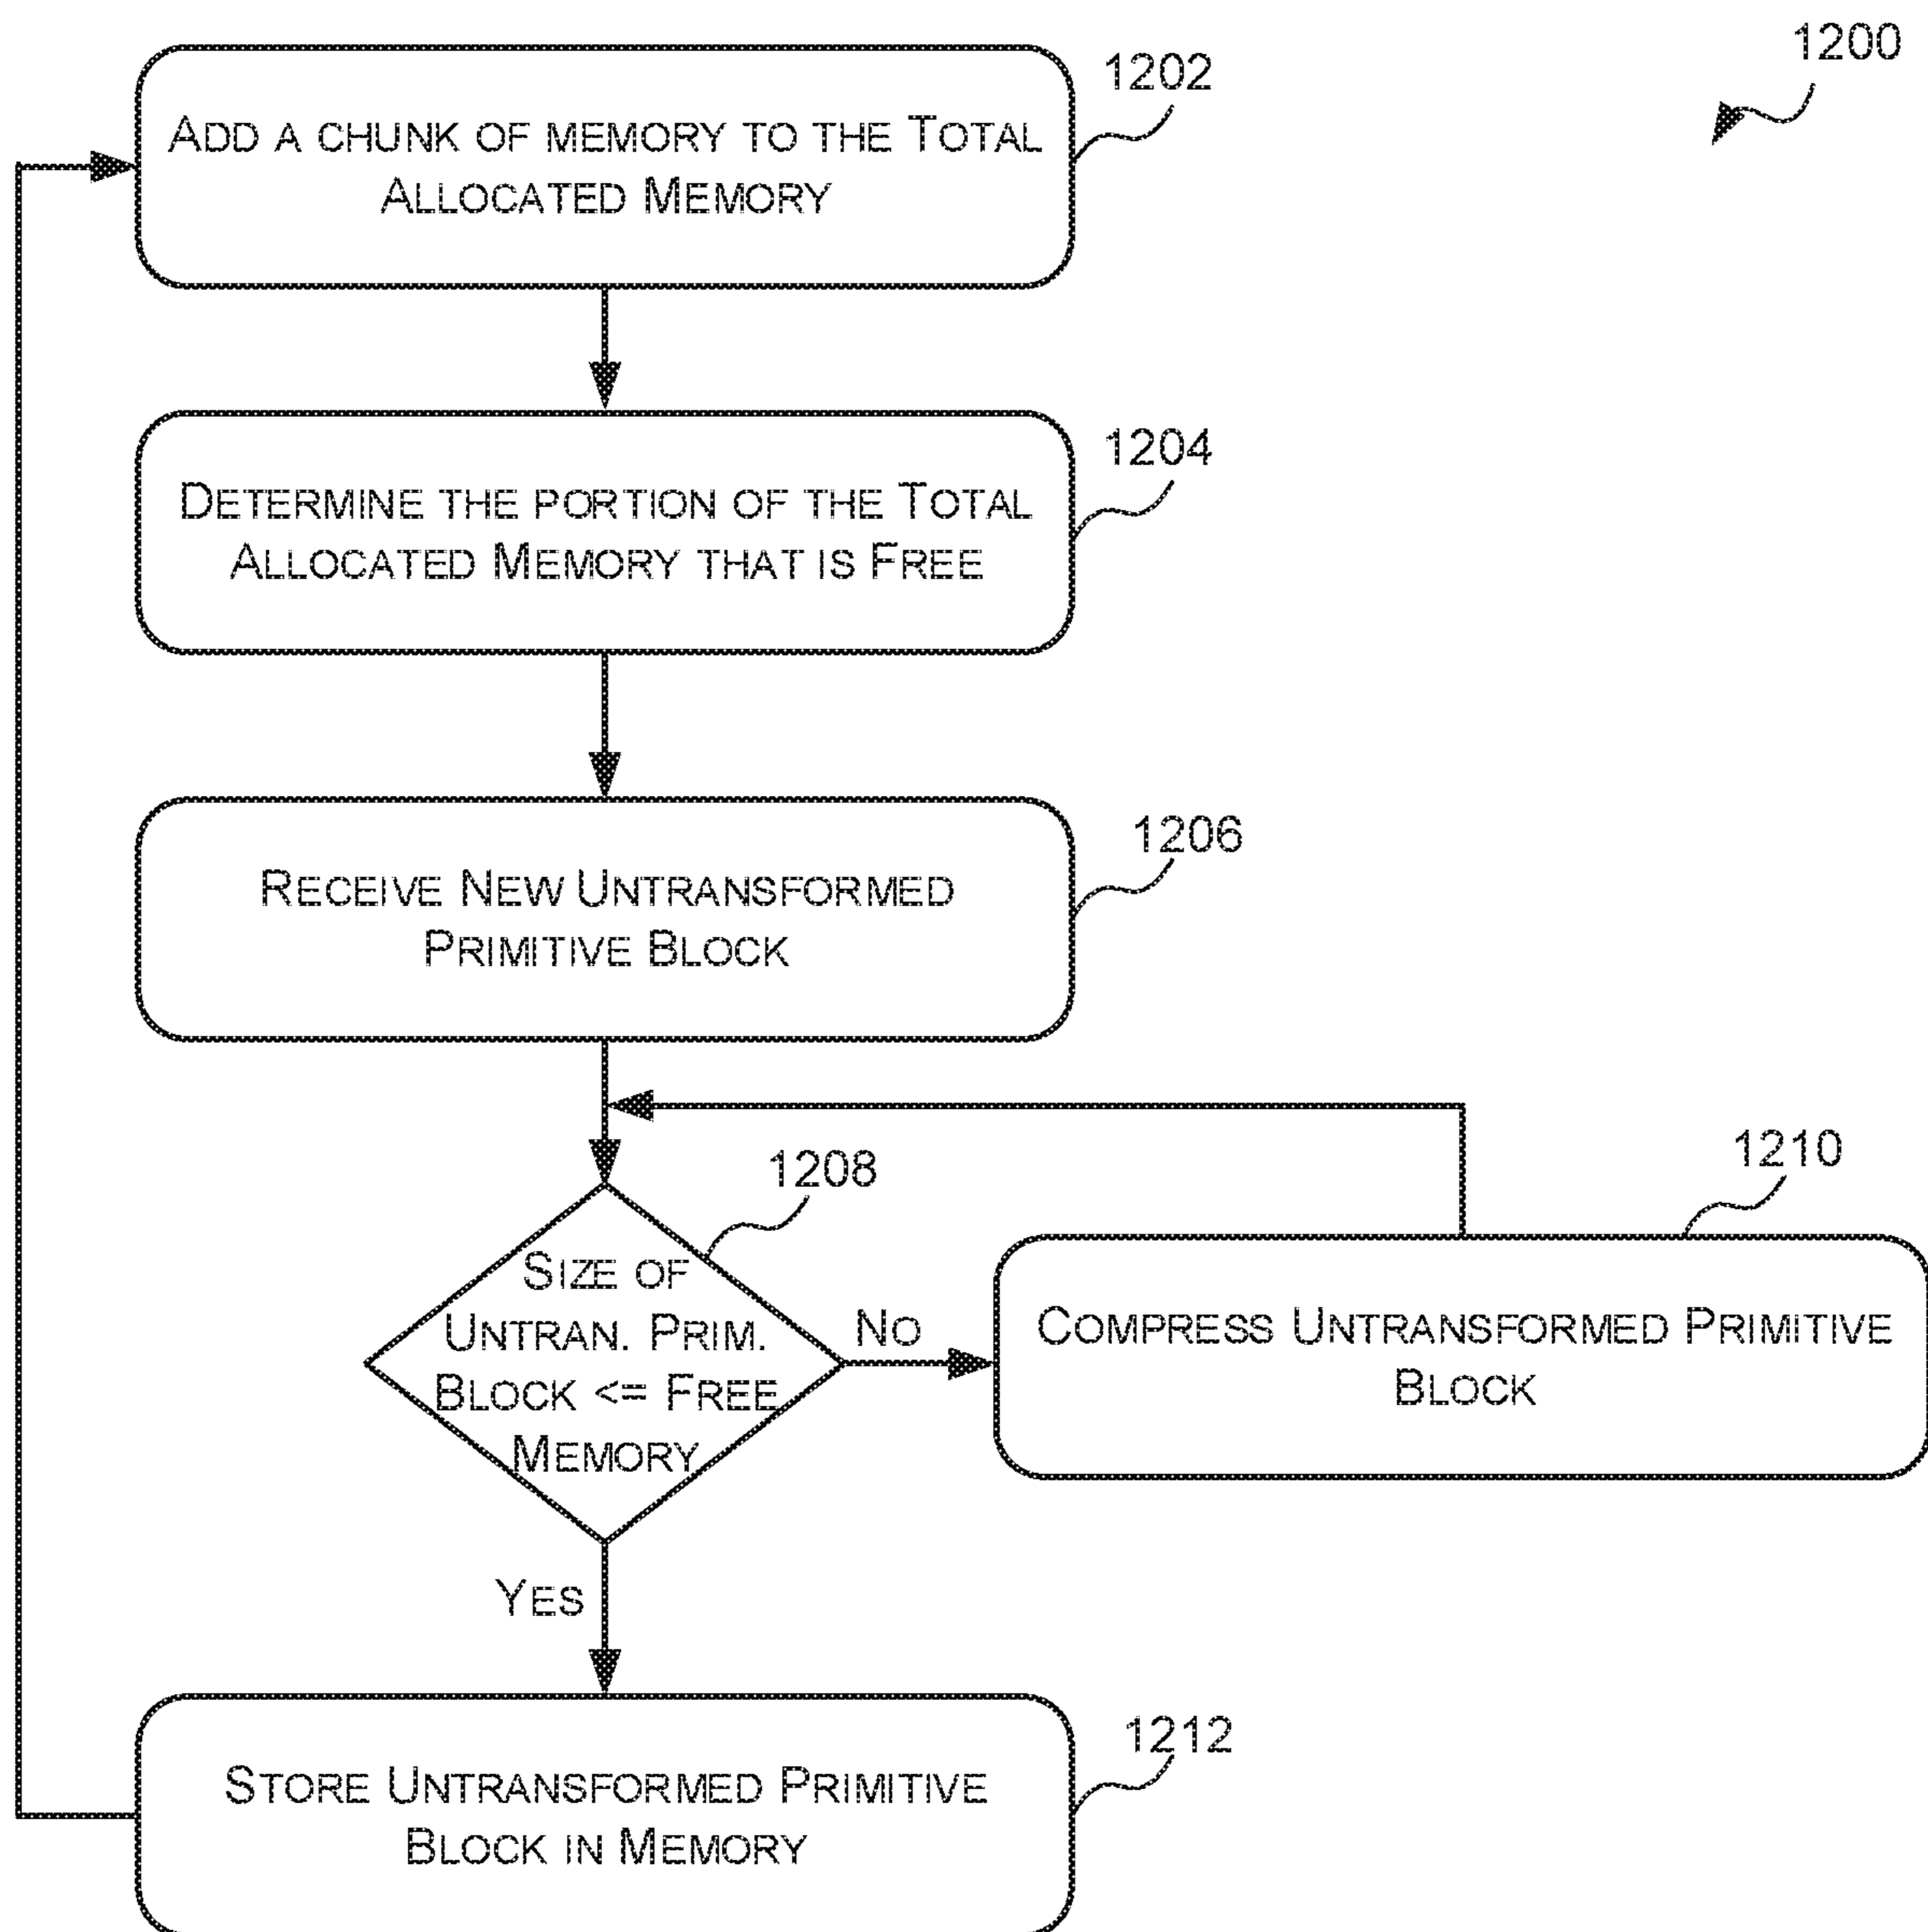 1200
1202
Add a chunk of memory to the Total
Allocated Memory
1204
Determine the portion of the Total
Allocated Memory that is Free
1206
Receive New Untransformed
Primitive Block
1208
1210
Size of
Untran. Prim.
Block <= Free
Memory
No
Compress Untransformed Primitive
Block
Yes
1212
Store Untransformed Primitive
Block in Memory